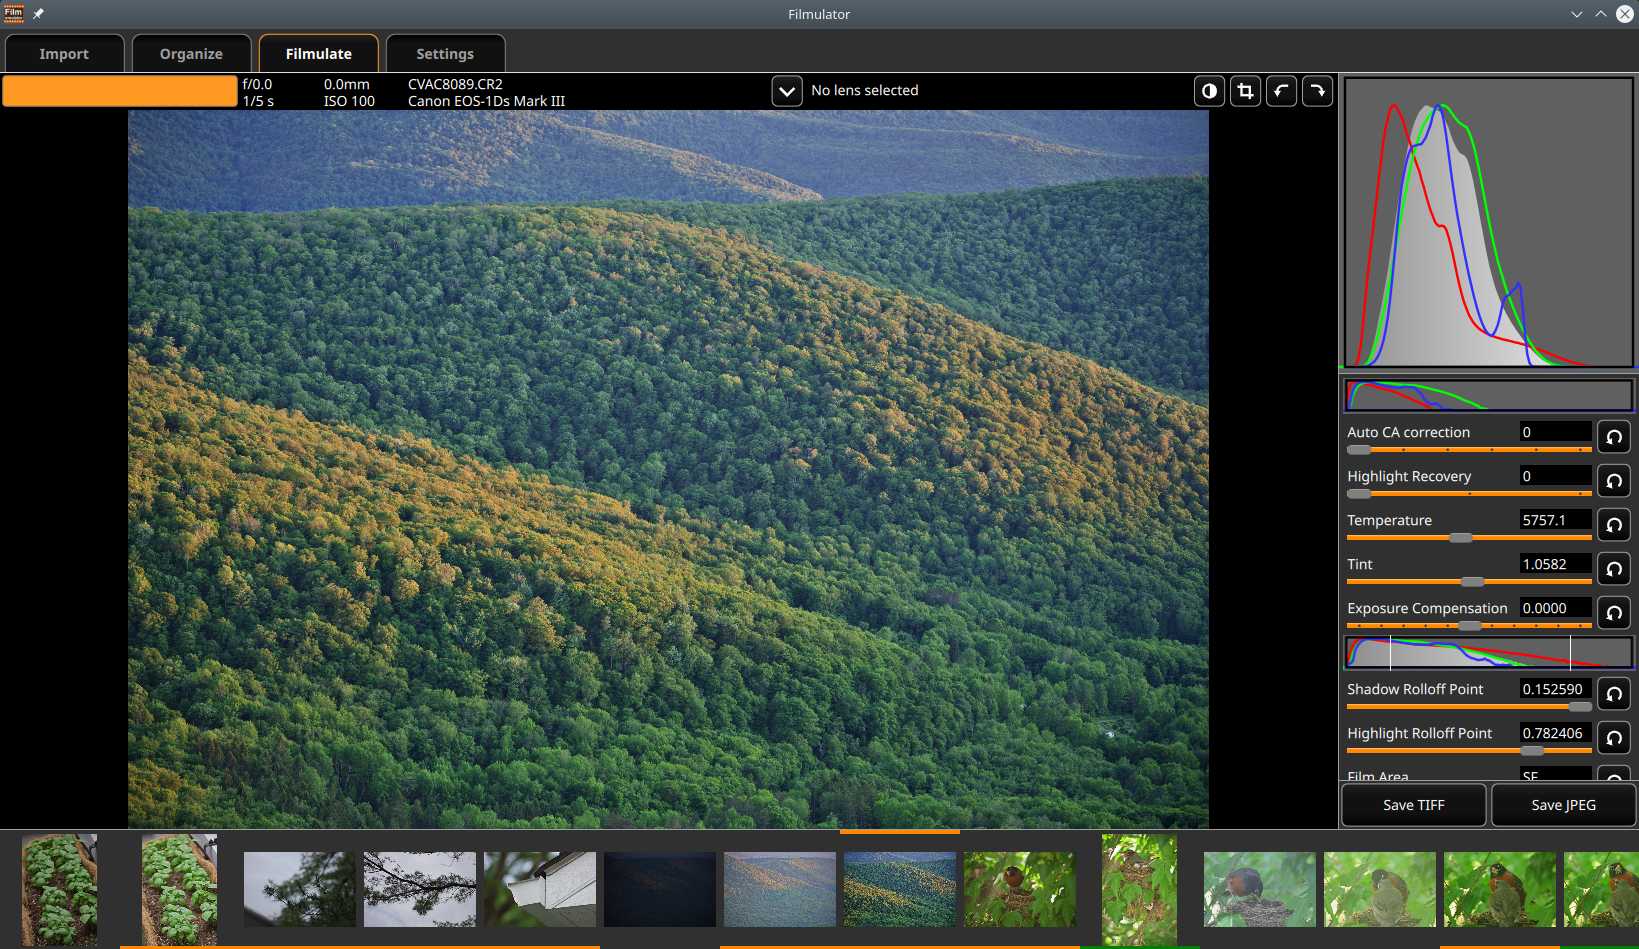 Film
Filmulator
Import
Organize
Filmulate
Settings
f/0.0
0.0mm
CVAC8089.CR2
No lens selected
1/5 s
ISO 100
Canon EOS-1Ds Mark III
Auto CA correction
0
Highlight Recovery
0
Temperature
5757.1
Tint
1.0582
Exposure Compensation
0.0000
Shadow Rolloff Point
0.152590
Highlight Rolloff Point
0.782406
Film Area
SF
Save TIFF
Save JPEG